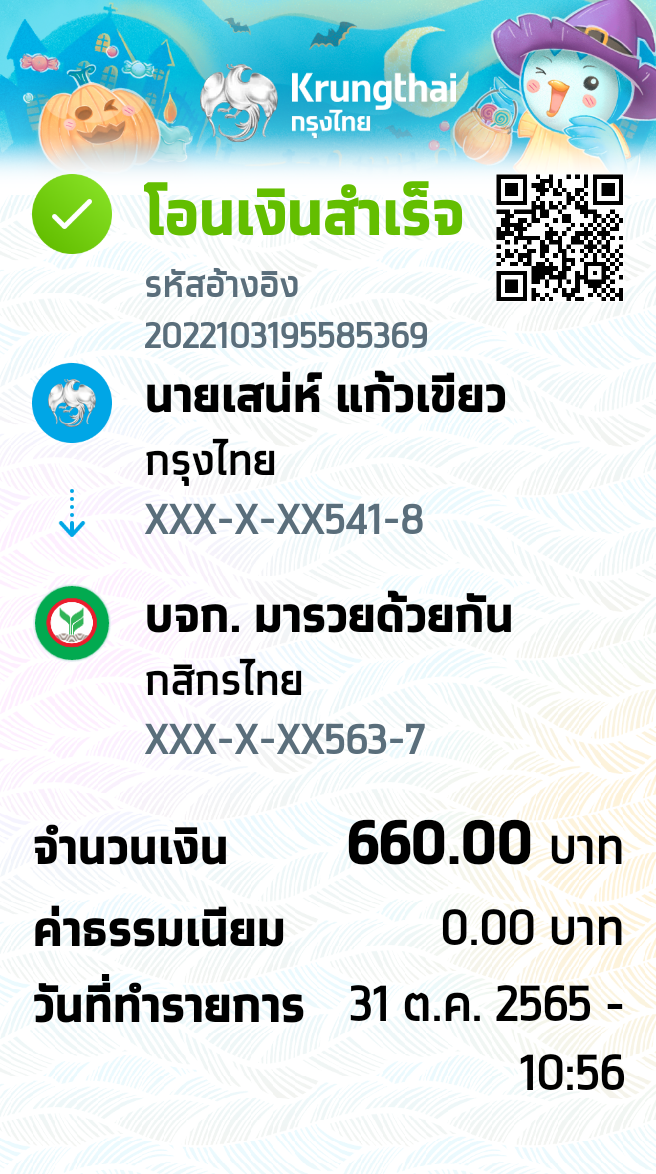 Krungthai
กรุงไทย
โอนเงินสำเร็จ
รหัสอ้างอิง
2022103195585369
นายเสน่ห์ แก้วเขียว
กรุงไทย
XXX-X-XX541-8
บจก. มารวยด้วยกัน
กสิกรไทย
XXX-X-XX563-7
จำนวนเงิน 660.00 บาท
ค่าธรรมเนียม 0.00 บาท
วันที่ทำรายการ 31 ต.ค. 2565 -
10:56